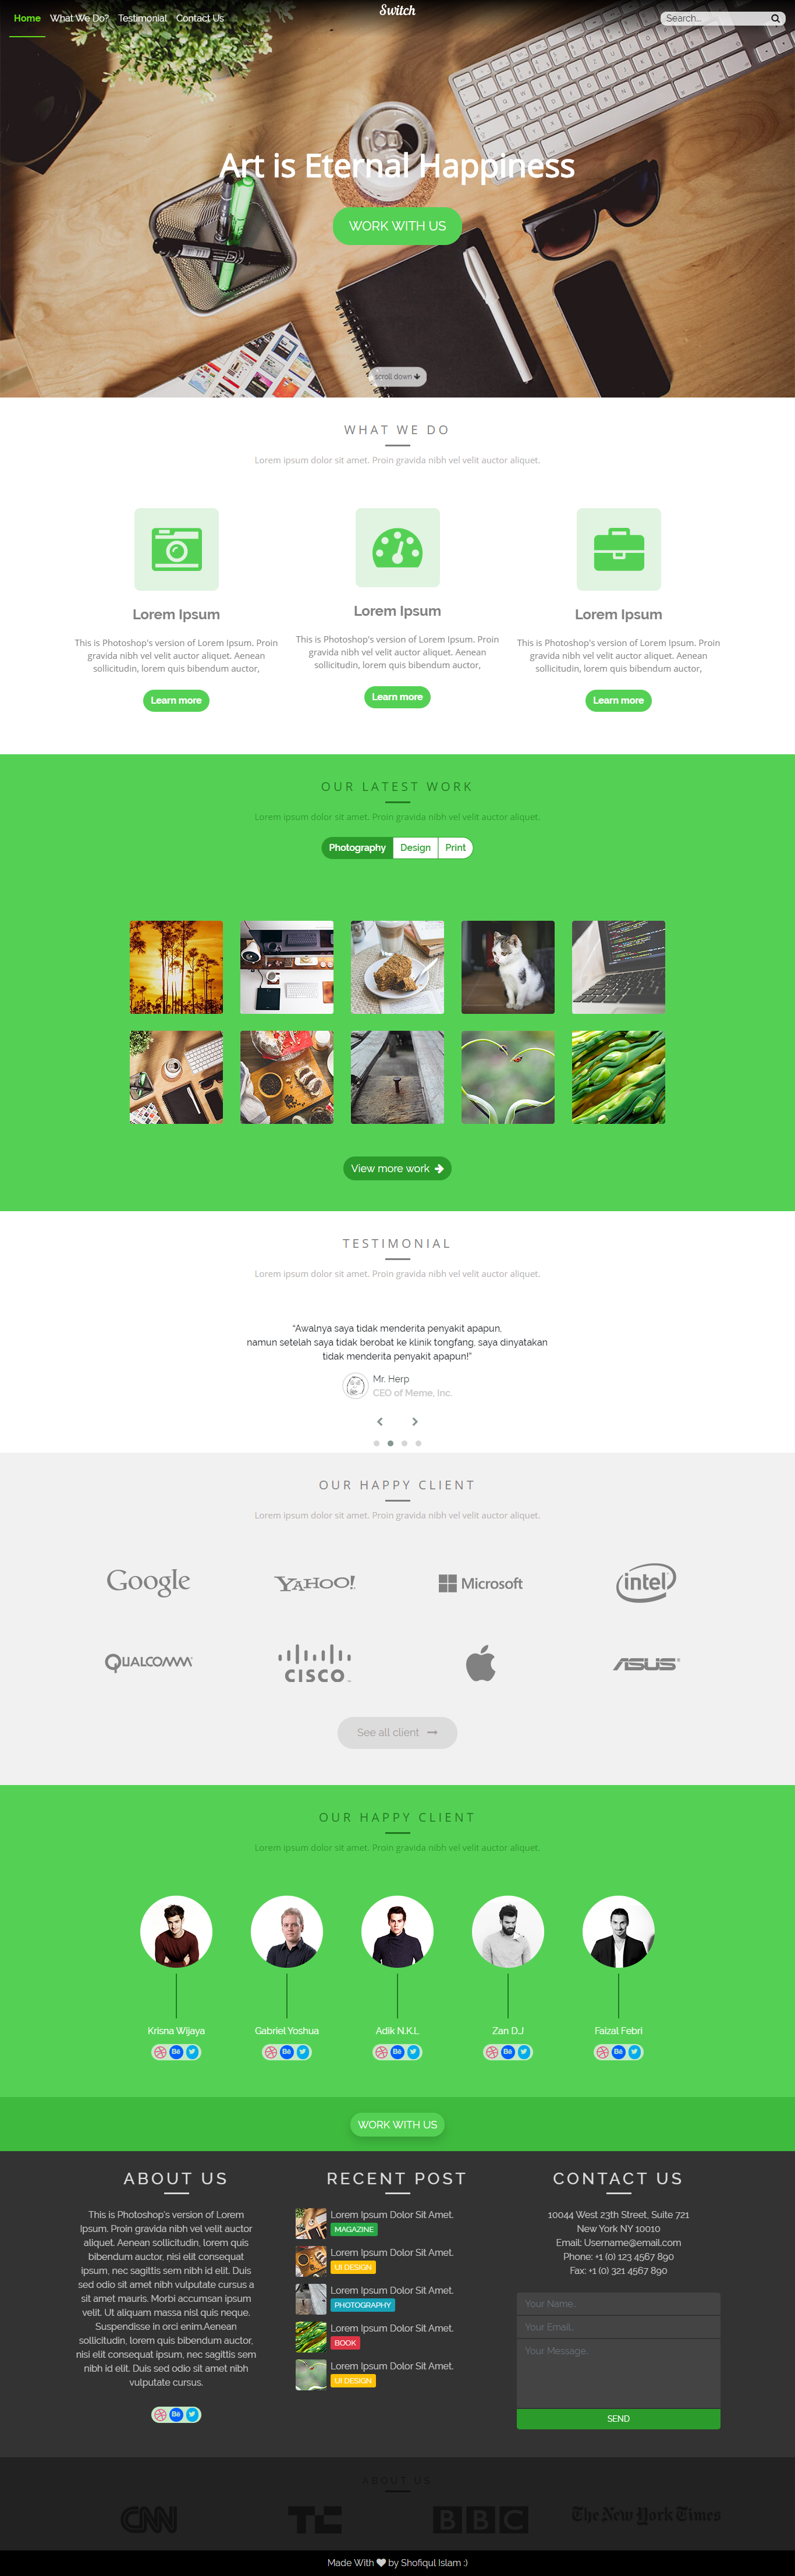 Home What We Do? Testimonial Contact Us
Switch
Search...
Art is Eternal Happiness
WORK WITH US
scroll down
WHAT WE DO
Lorem ipsum dolor sit amet. Proin gravida nibh vel velit auctor aliquet.
Lorem Ipsum
This is Photoshop's version of Lorem Ipsum. Proin
gravida nibh vel velit auctor aliquet. Aenean
sollicitudin, lorem quis bibendum auctor,
Learn more
Lorem Ipsum
This is Photoshop's version of Lorem Ipsum. Proin
gravida nibh vel velit auctor aliquet. Aenean
sollicitudin, lorem quis bibendum auctor,
Learn more
Lorem Ipsum
This is Photoshop's version of Lorem Ipsum. Proin
gravida nibh vel velit auctor aliquet. Aenean
sollicitudin, lorem quis bibendum auctor,
Learn more
OUR LATEST WORK
Lorem ipsum dolor sit amet. Proin gravida nibh vel velit auctor aliquet.
Photography Design Print
View more work
TESTIMONIAL
Lorem ipsum dolor sit amet. Proin gravida nibh vel velit auctor aliquet.
“Awalnya saya tidak menderita penyakit apapun,
namun setelah saya tidak berobat ke klinik tongfang, saya dinyatakan
tidak menderita penyakit apapun!”
Mr. Herp
CEO of Meme, Inc.
OUR HAPPY CLIENT
Lorem ipsum dolor sit amet. Proin gravida nibh vel velit auctor aliquet.
Google YAHOO! Microsoft intel
QUALCOMM CISCO ASUS
See all client
OUR HAPPY CLIENT
Lorem ipsum dolor sit amet. Proin gravida nibh vel velit auctor aliquet.
Krisna Wijaya Gabriel Yoshua Adik N.K.L Zan D.J Faizal Febri
Bē Bē Bē Bē Bē
WORK WITH US
ABOUT US
This is Photoshop's version of Lorem
Ipsum. Proin gravida nibh vel velit auctor
aliquet. Aenean sollicitudin, lorem quis
bibendum auctor, nisi elit consequat
ipsum, nec sagittis sem nibh id elit. Duis
sed odio sit amet nibh vulputate cursus a
sit amet mauris. Morbi accumsan ipsum
velit. Ut aliquam massa nisl quis neque.
Suspendisse in orci enim.Aenean
sollicitudin, lorem quis bibendum auctor,
nisi elit consequat ipsum, nec sagittis sem
nibh id elit. Duis sed odio sit amet nibh
vulputate cursus.
Bē
RECENT POST
Lorem Ipsum Dolor Sit Amet.
MAGAZINE
Lorem Ipsum Dolor Sit Amet.
UI DESIGN
Lorem Ipsum Dolor Sit Amet.
PHOTOGRAPHY
Lorem Ipsum Dolor Sit Amet.
BOOK
Lorem Ipsum Dolor Sit Amet.
UI DESIGN
CONTACT US
10044 West 23th Street, Suite 721
New York NY 10010
Email: Username@email.com
Phone: +1 (0) 123 4567 890
Fax: +1 (0) 321 4567 890
Your Name..
Your Email..
Your Message..
SEND
ABOUT US
CNN TC BBC The New York Times
Made With by Shofiqul Islam :)